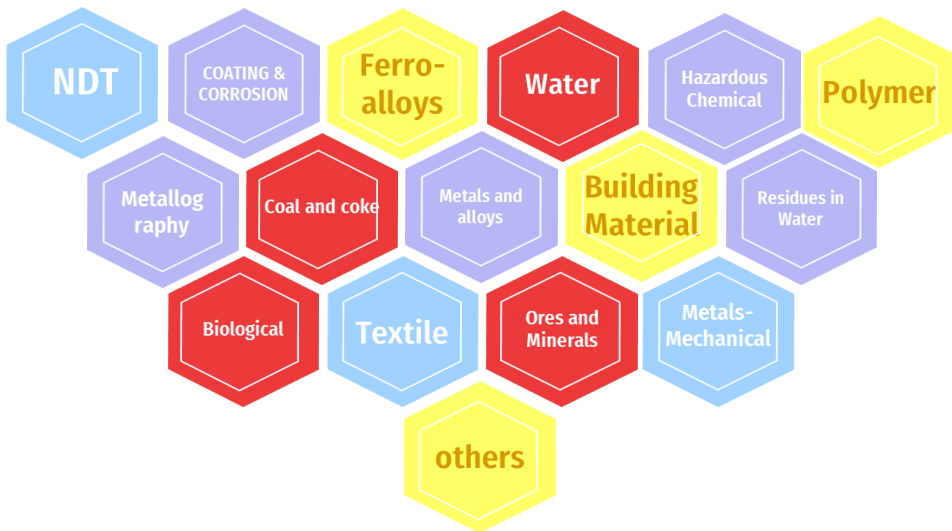 NDT
COATING &
CORROSION
Ferro-
alloys
Water
Hazardous
Chemical
Polymer
Metallog
raphy
Coal and coke
Metals and
alloys
Building
Material
Residues in
Water
Biological
Textile
Ores and
Minerals
Metals-
Mechanical
others